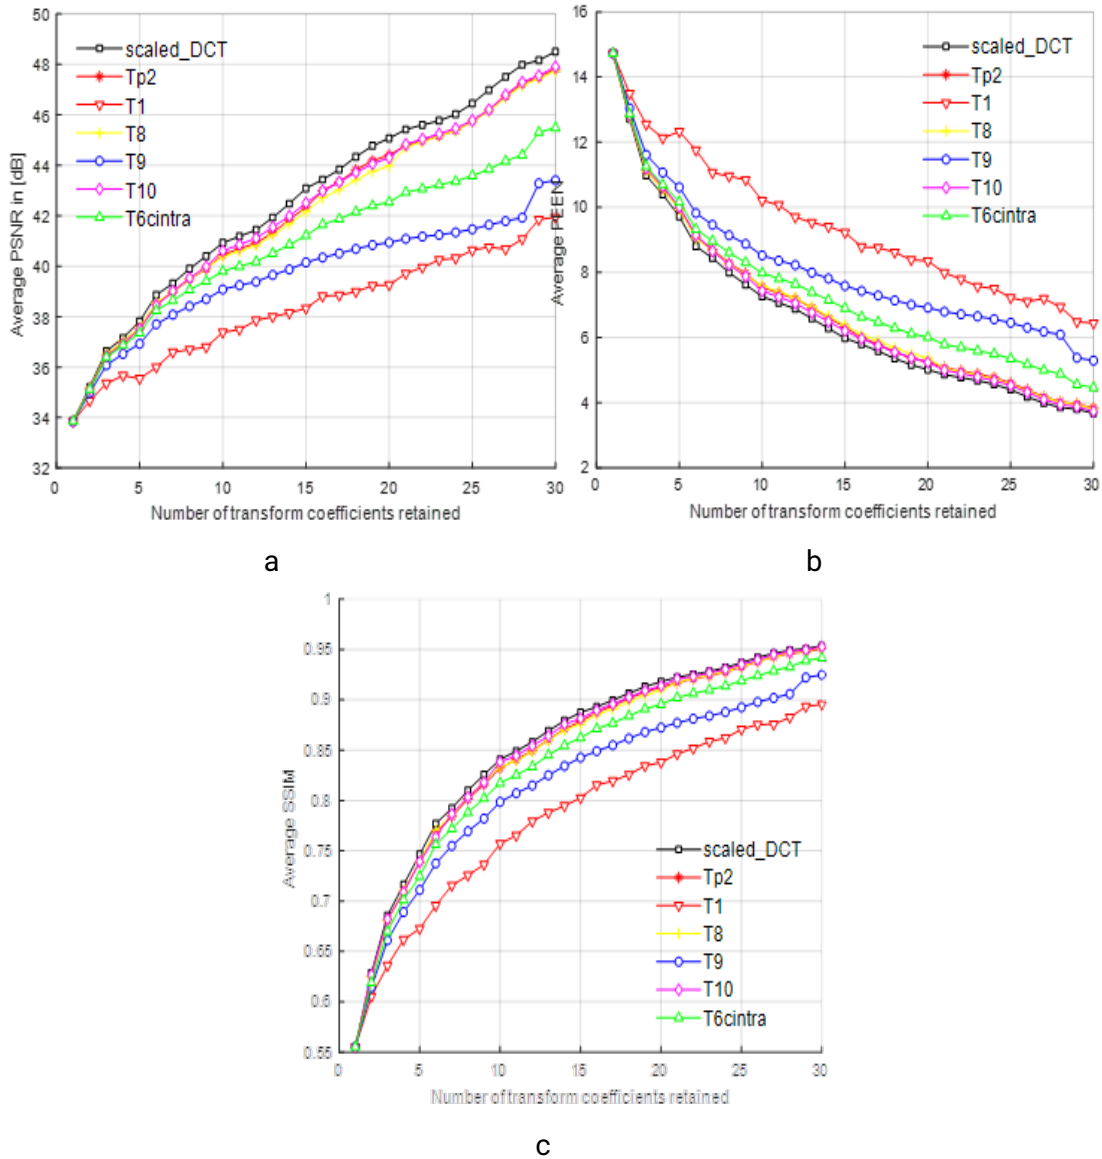 50
48
46
44
42
40
38
36
34
32
Average PSNR in [dB]
scaled_DCT
Tp2
T1
T8
T9
T10
T6cintra
0 5 10 15 20 25 30
Number of transform coefficients retained
a
16
14
12
10
8
6
4
2
Average PEEN
scaled_DCT
Tp2
T1
T8
T9
T10
T6cintra
0 5 10 15 20 25 30
Number of transform coefficients retained
b
1
0.95
0.9
0.85
0.8
0.75
0.7
0.65
0.6
0.55
Average SSIM
scaled_DCT
Tp2
T1
T8
T9
T10
T6cintra
0 5 10 15 20 25 30
Number of transform coefficients retained
c